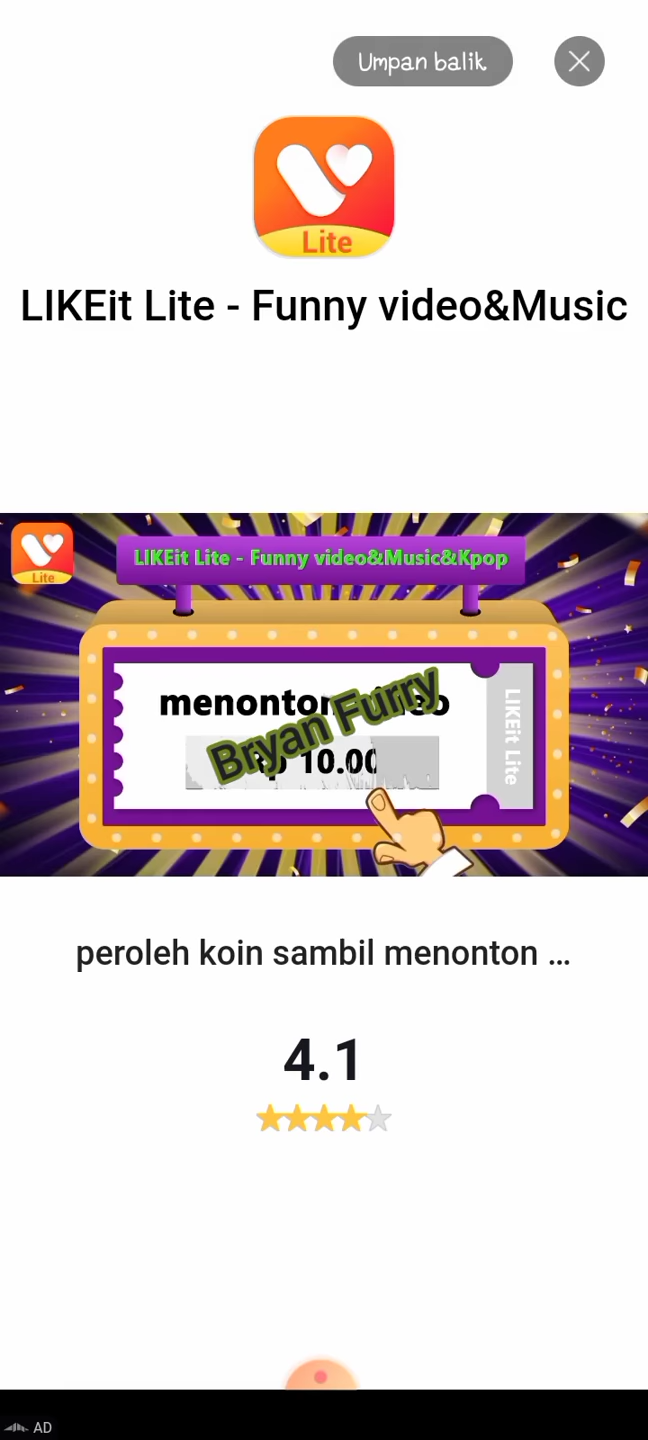 Umpan balik
Lite
LIKEit Lite - Funny video&Music
Lite
LIKEit Lite - Funny video&Music&Kpop
menonton
Bryan Furry
10.00
LIKEit Lite
peroleh koin sambil menonton ...
4.1
AD